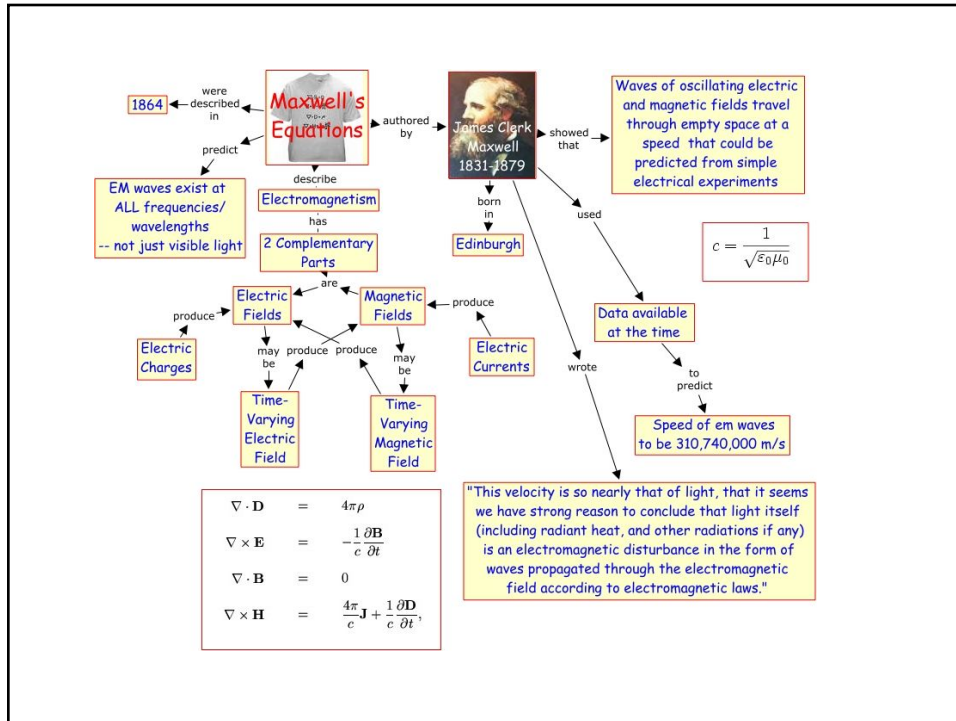 Maxwell's
Equations
were
described
in
1864
predict
EM waves exist at
ALL frequencies/
wavelengths
-- not just visible light
describe
Electromagnetism
has
2 Complementary
Parts
are
Electric
Fields
Magnetic
Fields
produce
Electric
Charges
produce
Electric
Currents
may
be
produce
produce
may
be
Time-
Varying
Electric
Field
Time-
Varying
Magnetic
Field
authored
by
James Clerk
Maxwell
1831-1879
showed
that
Waves of oscillating electric
and magnetic fields travel
through empty space at a
speed that could be
predicted from simple
electrical experiments
born
in
Edinburgh
used
Data available
at the time
to
predict
Speed of em waves
to be 310,740,000 m/s
c = 1/√(ε₀μ₀)
wrote
"This velocity is so nearly that of light, that it seems
we have strong reason to conclude that light itself
(including radiant heat, and other radiations if any)
is an electromagnetic disturbance in the form of
waves propagated through the electromagnetic
field according to electromagnetic laws."
∇ · D = 4πρ
∇ × E = −(1/c) ∂B/∂t
∇ · B = 0
∇ × H = (4π/c) J + (1/c) ∂D/∂t,